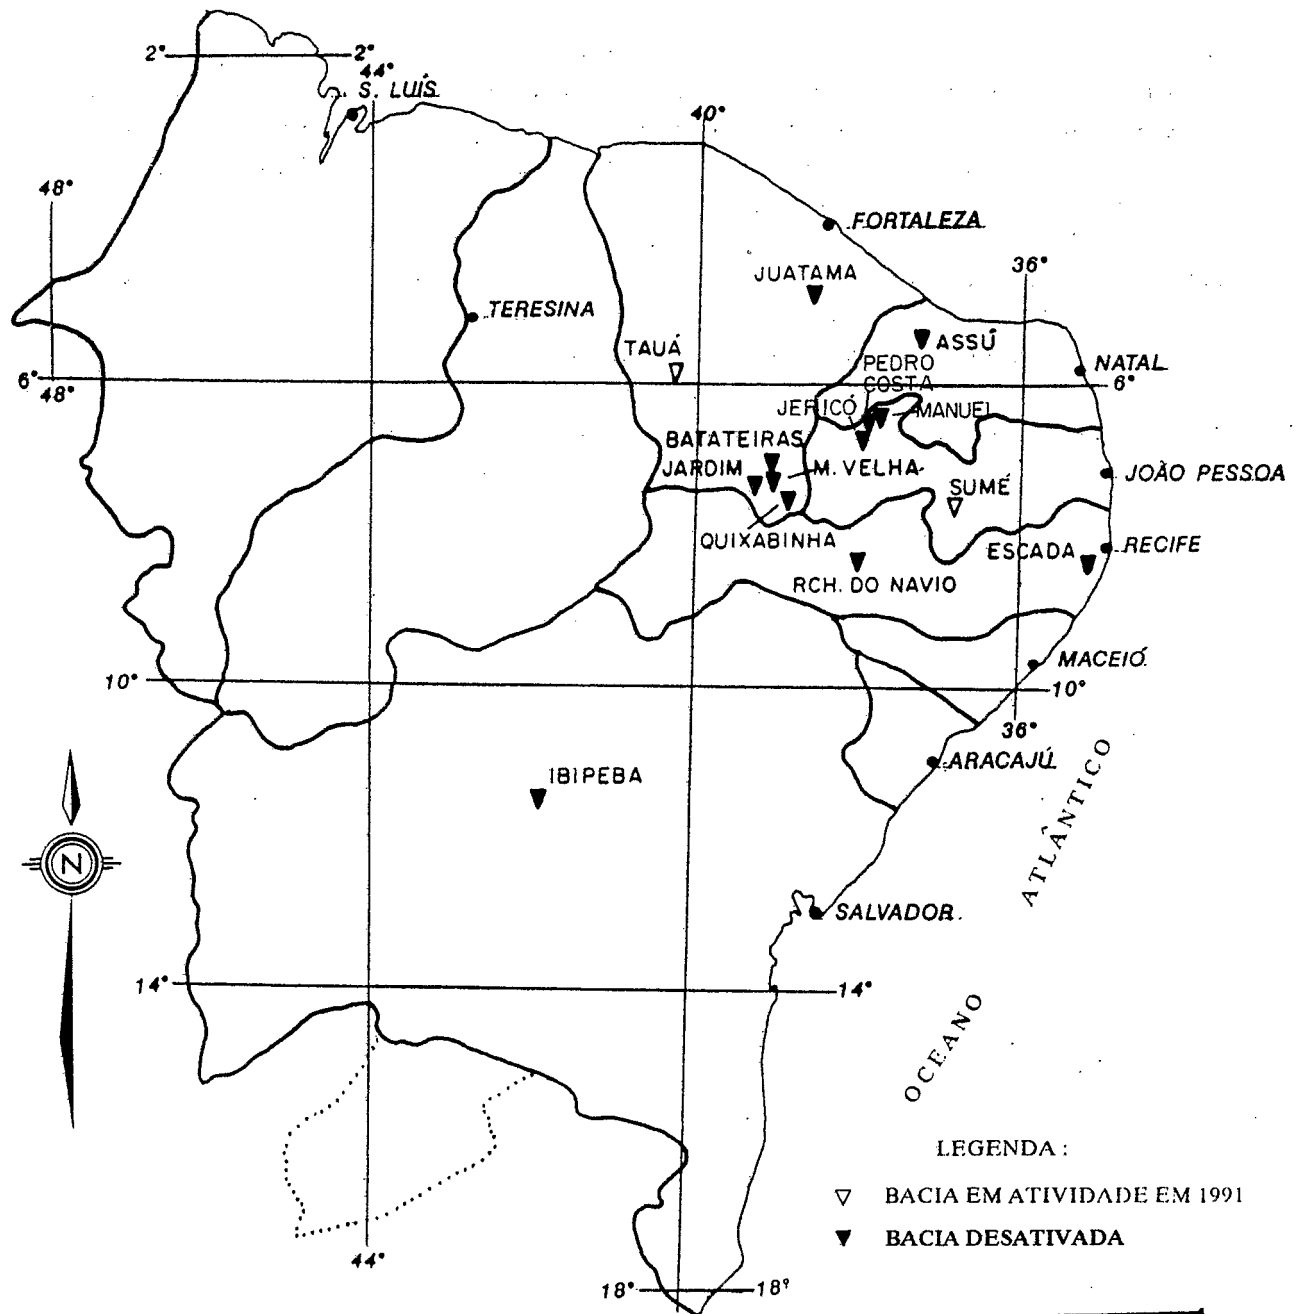 2° 2°
44°
S. LUÍS
40°
48°
FORTALEZA
36°
JUATAMA
TERESINA
ASSÚ
TAUÁ
PEDRO
COSTA
NATAL
6° 6°
48°
JERICÓ MANUEL
BATATEIRAS
JARDIM M. VELHA
JOÃO PESSOA
SUMÉ
QUIXABINHA
ESCADA RECIFE
RCH. DO NAVIO
MACEIÓ
10° 10°
36°
ARACAJÚ
IBIPEBA
ATLÂNTICO
N
SALVADOR
14° 14°
OCEANO
LEGENDA :
BACIA EM ATIVIDADE EM 1991
BACIA DESATIVADA
44°
18° 18°